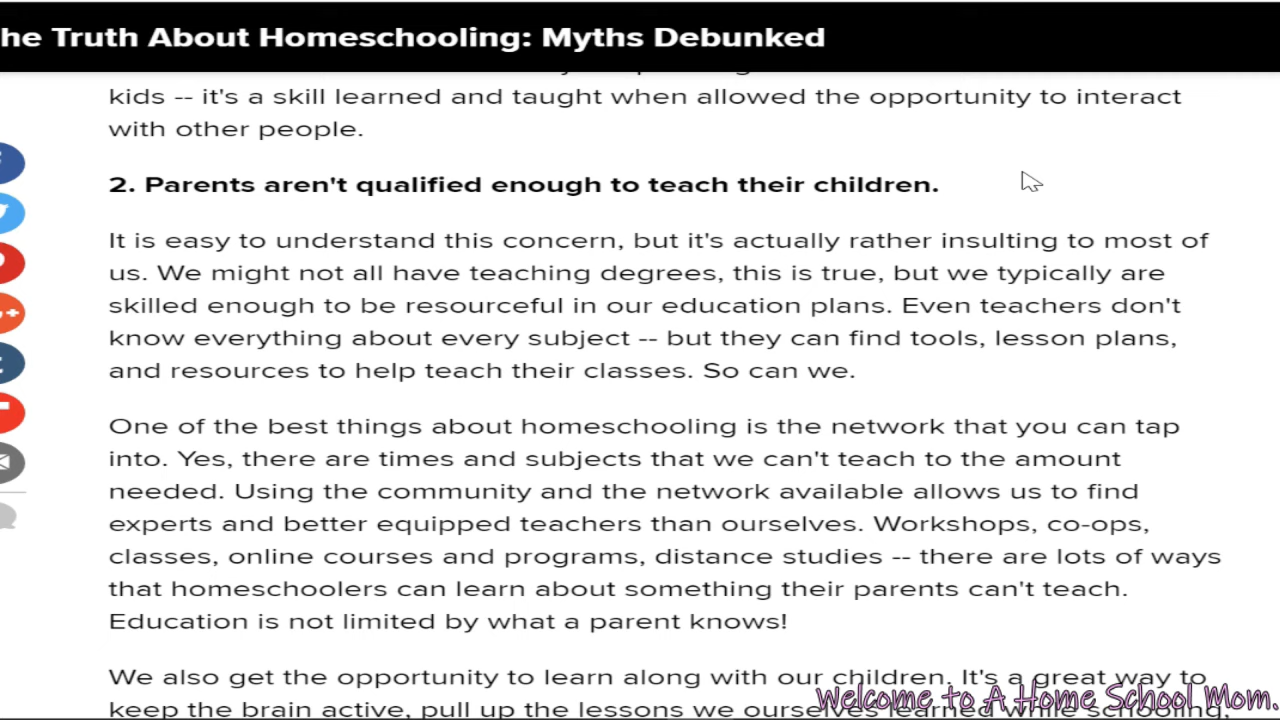 he Truth About Homeschooling: Myths Debunked
kids -- it's a skill learned and taught when allowed the opportunity to interact
with other people.
2. Parents aren't qualified enough to teach their children.
It is easy to understand this concern, but it's actually rather insulting to most of
us. We might not all have teaching degrees, this is true, but we typically are
skilled enough to be resourceful in our education plans. Even teachers don't
know everything about every subject -- but they can find tools, lesson plans,
and resources to help teach their classes. So can we.
One of the best things about homeschooling is the network that you can tap
into. Yes, there are times and subjects that we can't teach to the amount
needed. Using the community and the network available allows us to find
experts and better equipped teachers than ourselves. Workshops, co-ops,
classes, online courses and programs, distance studies -- there are lots of ways
that homeschoolers can learn about something their parents can't teach.
Education is not limited by what a parent knows!
We also get the opportunity to learn along with our children. It's a great way to
keep the brain active, pull up the lessons we ourselves learned while schooling,
Welcome to A Home School Mom.